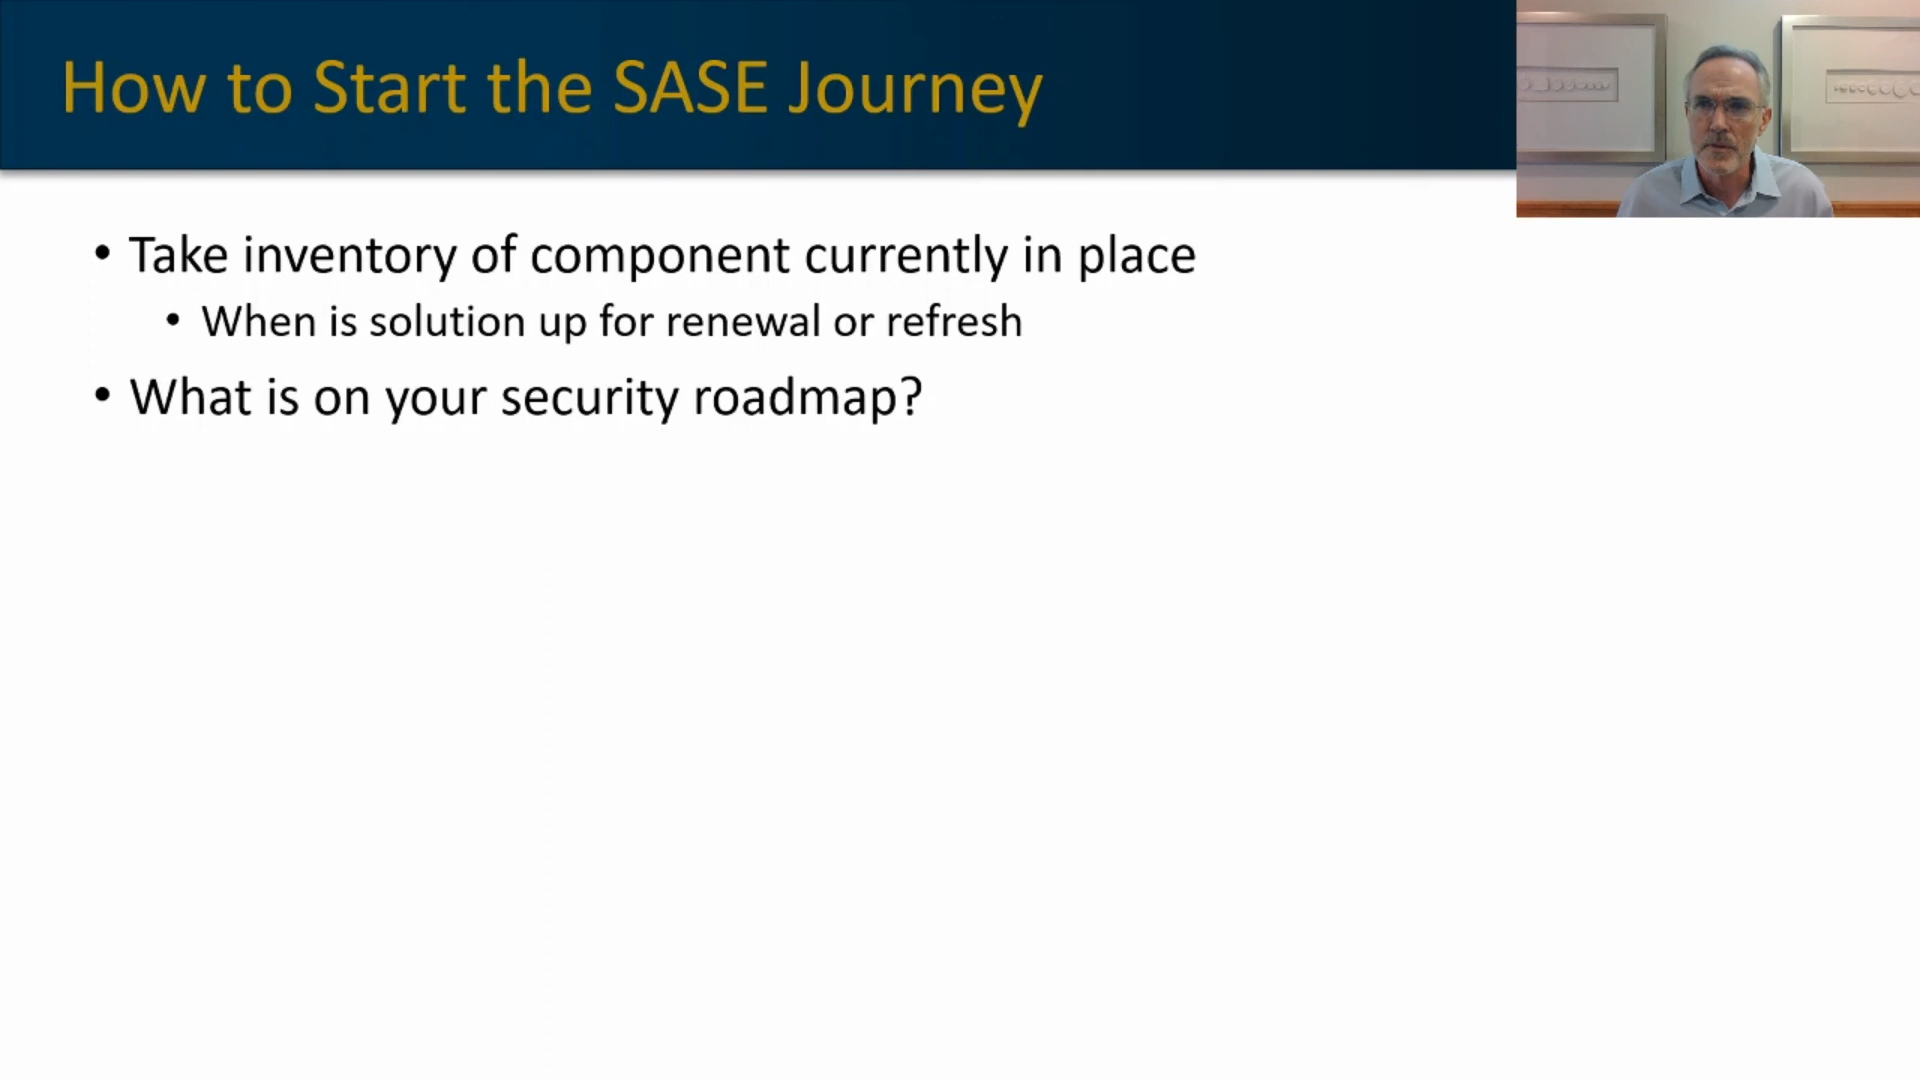 How to Start the SASE Journey
• Take inventory of component currently in place
• When is solution up for renewal or refresh
• What is on your security roadmap?